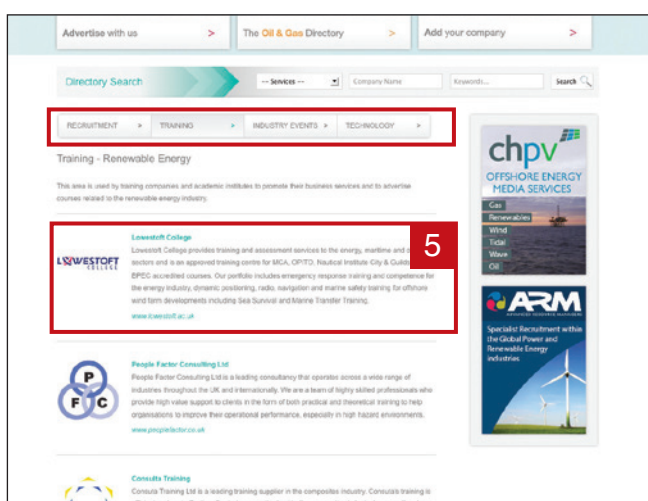 Advertise with us >
The Oil & Gas Directory >
Add your company >
Directory Search
-- Services --
Company Name
Keywords...
Search
RECRUITMENT
TRAINING
INDUSTRY EVENTS
TECHNOLOGY
Training - Renewable Energy
This area is used by training companies and academic institutes to promote their business services and to advertise
courses related to the renewable energy industry.
5
LOWESTOFT
COLLEGE
Lowestoft College
Lowestoft College provides training and assessment services to the energy, maritime and
sectors and is an approved training centre for MCA, OPITO, Nautical Institute City & Guilds
BPEC accredited courses. Our portfolio includes emergency response training and competence for
the energy industry, dynamic positioning, radio, navigation and marine safety training for offshore
wind farm developments including Sea Survival and Marine Transfer Training.
www.lowestoft.ac.uk
P
F C
People Factor Consulting Ltd
People Factor Consulting Ltd is a leading consultancy that operates across a wide range of
industries throughout the UK and internationally. We are a team of highly skilled professionals who
provide high value support to clients in the form of both practical and theoretical training to help
organisations to improve their operational performance, especially in high hazard environments.
www.peoplefactor.co.uk
Consulta Training
Consulta Training Ltd is a leading training supplier in the composites industry. Consulta's training is
chpv
OFFSHORE ENERGY
MEDIA SERVICES
Gas
Renewables
Wind
Tidal
Wave
Oil
ARM
ADVANCED RESOURCE MANAGERS
Specialist Recruitment within
the Global Power and
Renewable Energy
industries